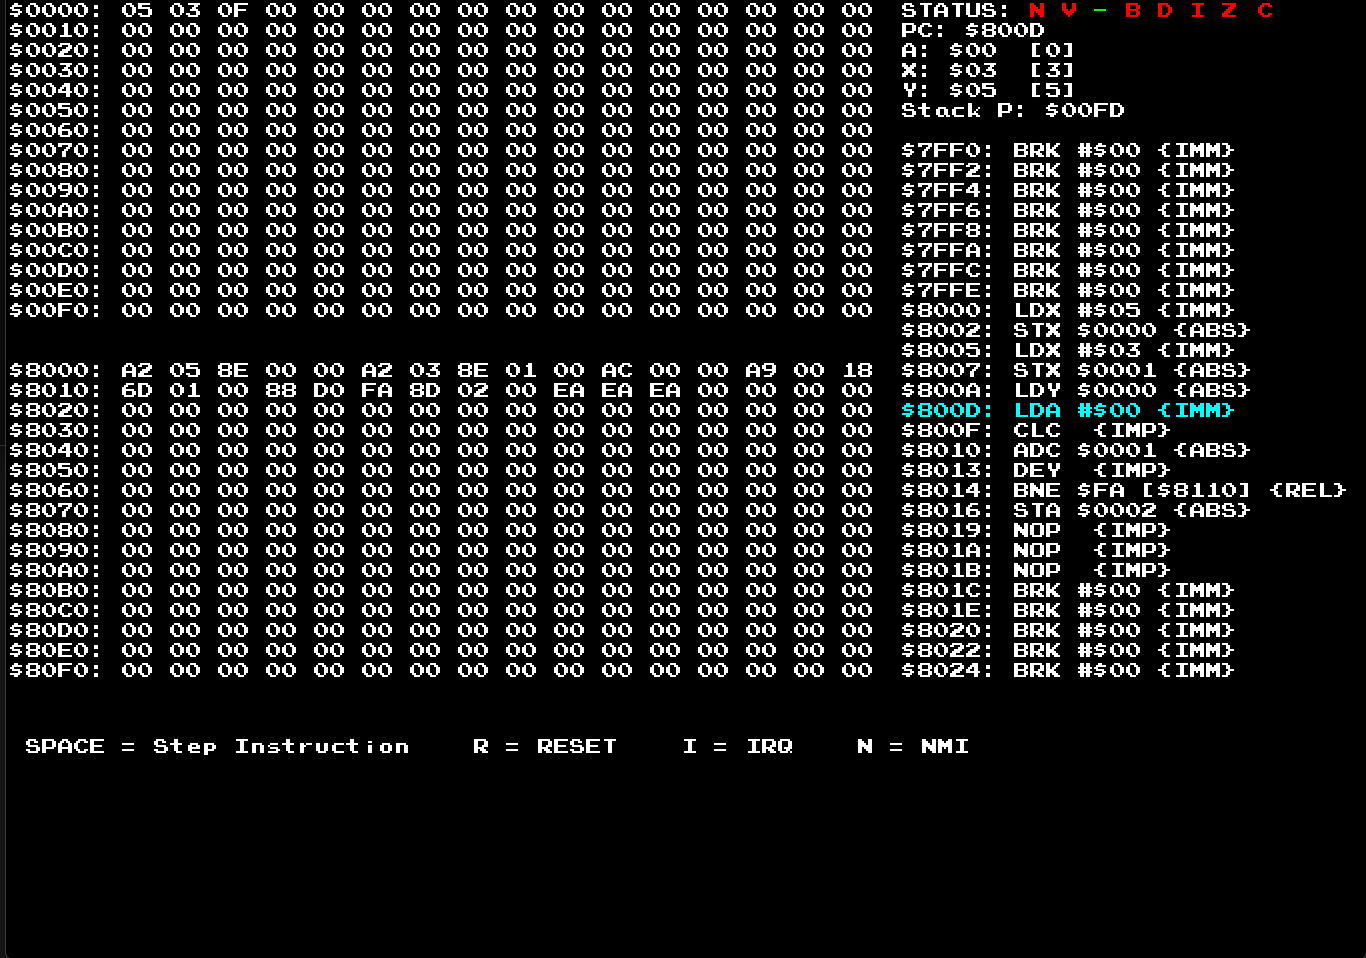 $0000: 05 03 0F 00 00 00 00 00 00 00 00 00 00 00 00 00
$0010: 00 00 00 00 00 00 00 00 00 00 00 00 00 00 00 00
$0020: 00 00 00 00 00 00 00 00 00 00 00 00 00 00 00 00
$0030: 00 00 00 00 00 00 00 00 00 00 00 00 00 00 00 00
$0040: 00 00 00 00 00 00 00 00 00 00 00 00 00 00 00 00
$0050: 00 00 00 00 00 00 00 00 00 00 00 00 00 00 00 00
$0060: 00 00 00 00 00 00 00 00 00 00 00 00 00 00 00 00
$0070: 00 00 00 00 00 00 00 00 00 00 00 00 00 00 00 00
$0080: 00 00 00 00 00 00 00 00 00 00 00 00 00 00 00 00
$0090: 00 00 00 00 00 00 00 00 00 00 00 00 00 00 00 00
$00A0: 00 00 00 00 00 00 00 00 00 00 00 00 00 00 00 00
$00B0: 00 00 00 00 00 00 00 00 00 00 00 00 00 00 00 00
$00C0: 00 00 00 00 00 00 00 00 00 00 00 00 00 00 00 00
$00D0: 00 00 00 00 00 00 00 00 00 00 00 00 00 00 00 00
$00E0: 00 00 00 00 00 00 00 00 00 00 00 00 00 00 00 00
$00F0: 00 00 00 00 00 00 00 00 00 00 00 00 00 00 00 00
$8000: A2 05 8E 00 00 A2 03 8E 01 00 AC 00 00 A9 00 18
$8010: 6D 01 00 88 D0 FA 8D 02 00 EA EA EA 00 00 00 00
$8020: 00 00 00 00 00 00 00 00 00 00 00 00 00 00 00 00
$8030: 00 00 00 00 00 00 00 00 00 00 00 00 00 00 00 00
$8040: 00 00 00 00 00 00 00 00 00 00 00 00 00 00 00 00
$8050: 00 00 00 00 00 00 00 00 00 00 00 00 00 00 00 00
$8060: 00 00 00 00 00 00 00 00 00 00 00 00 00 00 00 00
$8070: 00 00 00 00 00 00 00 00 00 00 00 00 00 00 00 00
$8080: 00 00 00 00 00 00 00 00 00 00 00 00 00 00 00 00
$8090: 00 00 00 00 00 00 00 00 00 00 00 00 00 00 00 00
$80A0: 00 00 00 00 00 00 00 00 00 00 00 00 00 00 00 00
$80B0: 00 00 00 00 00 00 00 00 00 00 00 00 00 00 00 00
$80C0: 00 00 00 00 00 00 00 00 00 00 00 00 00 00 00 00
$80D0: 00 00 00 00 00 00 00 00 00 00 00 00 00 00 00 00
$80E0: 00 00 00 00 00 00 00 00 00 00 00 00 00 00 00 00
$80F0: 00 00 00 00 00 00 00 00 00 00 00 00 00 00 00 00
STATUS: N V - B D I Z C
PC: $800D
A: $00 [0]
X: $03 [3]
Y: $05 [5]
Stack P: $00FD
$7FF0: BRK #$00 {IMM}
$7FF2: BRK #$00 {IMM}
$7FF4: BRK #$00 {IMM}
$7FF6: BRK #$00 {IMM}
$7FF8: BRK #$00 {IMM}
$7FFA: BRK #$00 {IMM}
$7FFC: BRK #$00 {IMM}
$7FFE: BRK #$00 {IMM}
$8000: LDX #$05 {IMM}
$8002: STX $0000 {ABS}
$8005: LDX #$03 {IMM}
$8007: STX $0001 {ABS}
$800A: LDY $0000 {ABS}
$800D: LDA #$00 {IMM}
$800F: CLC {IMP}
$8010: ADC $0001 {ABS}
$8013: DEY {IMP}
$8014: BNE $FA [$8110] {REL}
$8016: STA $0002 {ABS}
$8019: NOP {IMP}
$801A: NOP {IMP}
$801B: NOP {IMP}
$801C: BRK #$00 {IMM}
$801E: BRK #$00 {IMM}
$8020: BRK #$00 {IMM}
$8022: BRK #$00 {IMM}
$8024: BRK #$00 {IMM}
SPACE = Step Instruction R = RESET I = IRQ N = NMI